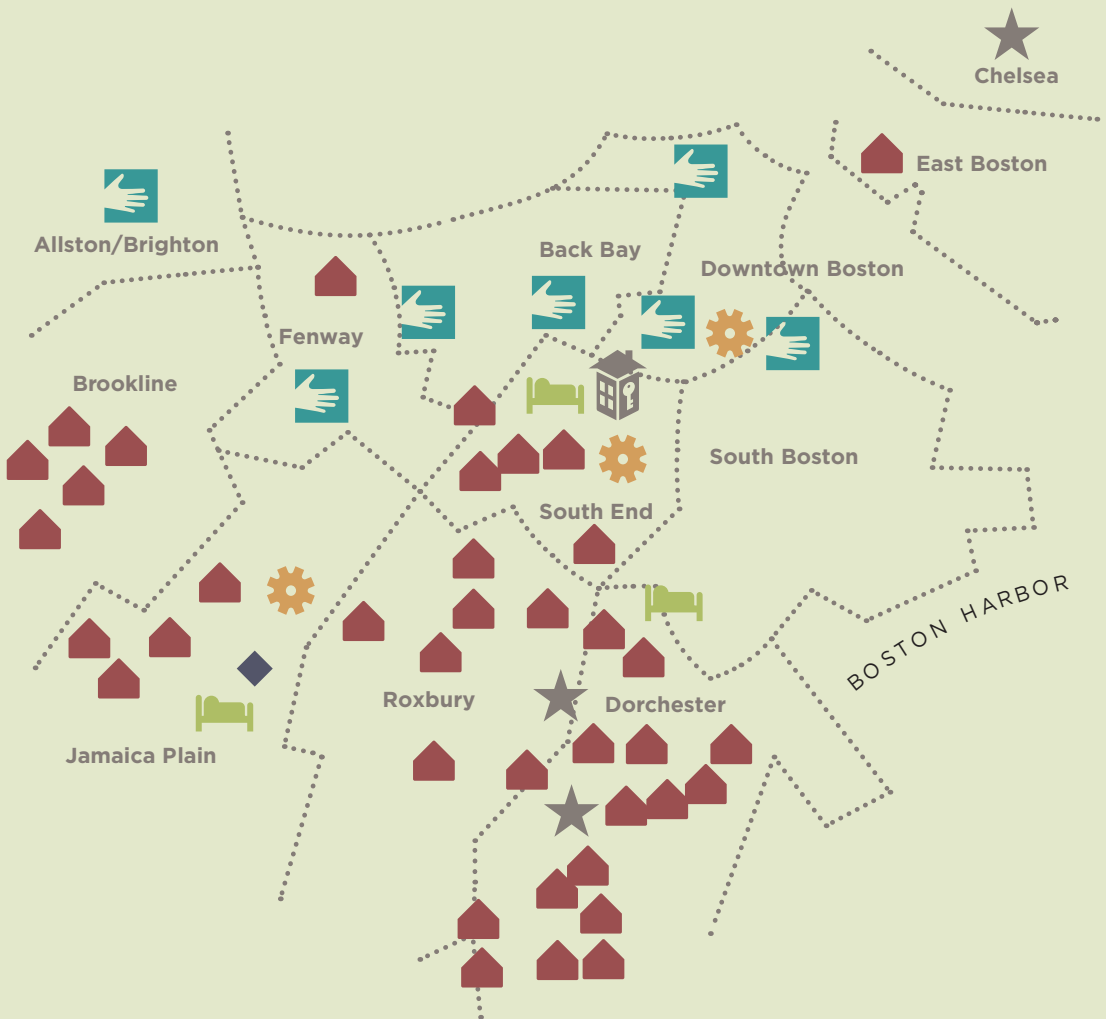 Chelsea
East Boston
Allston/Brighton
Back Bay
Downtown Boston
Fenway
Brookline
South Boston
South End
BOSTON HARBOR
Roxbury
Dorchester
Jamaica Plain